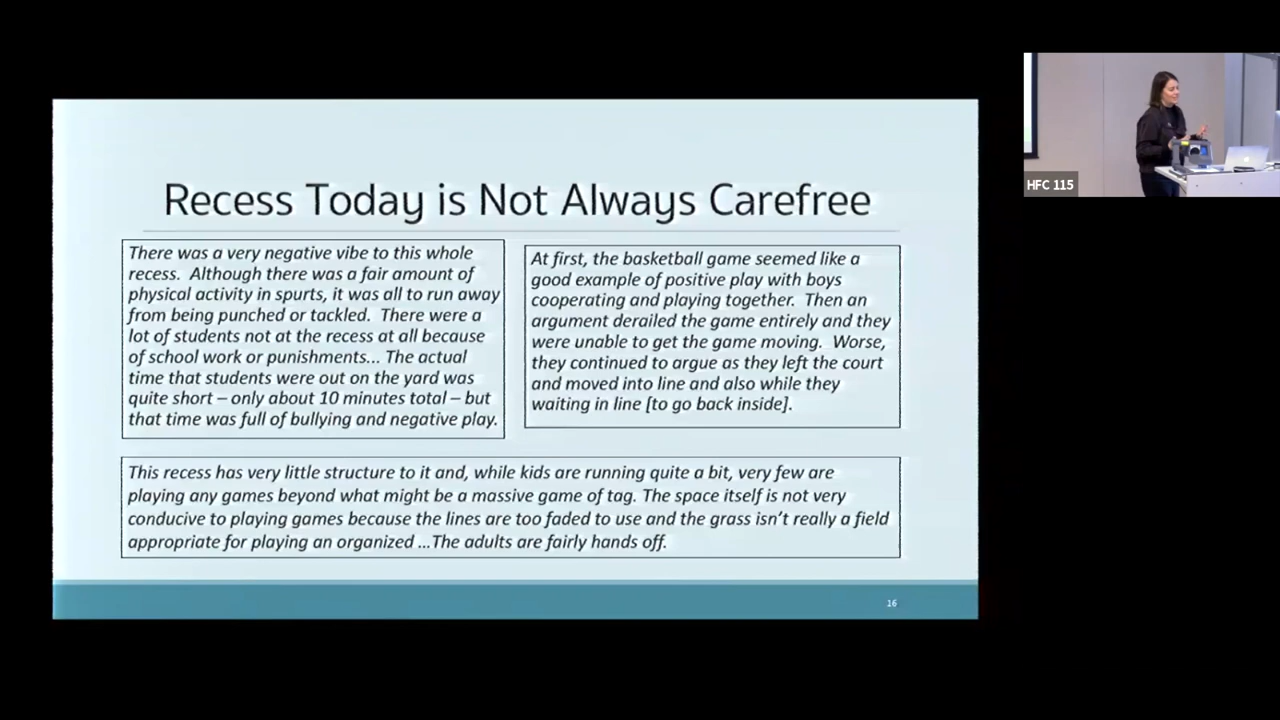 Recess Today is Not Always Carefree
There was a very negative vibe to this whole
recess. Although there was a fair amount of
physical activity in spurts, it was all to run away
from being punched or tackled. There were a
lot of students not at the recess at all because
of school work or punishments... The actual
time that students were out on the yard was
quite short – only about 10 minutes total – but
that time was full of bullying and negative play.
At first, the basketball game seemed like a
good example of positive play with boys
cooperating and playing together. Then an
argument derailed the game entirely and they
were unable to get the game moving. Worse,
they continued to argue as they left the court
and moved into line and also while they
waiting in line [to go back inside].
This recess has very little structure to it and, while kids are running quite a bit, very few are
playing any games beyond what might be a massive game of tag. The space itself is not very
conducive to playing games because the lines are too faded to use and the grass isn't really a field
appropriate for playing an organized ...The adults are fairly hands off.
16
HFC 115